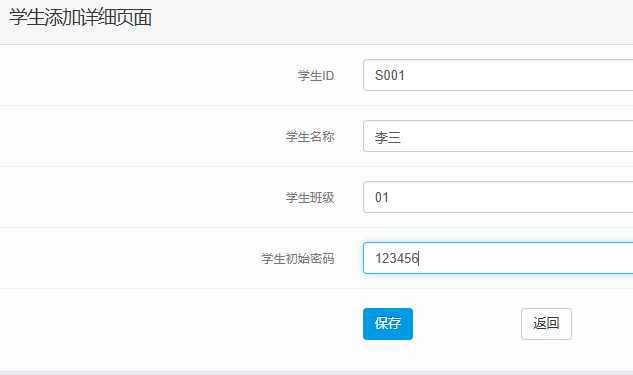 学生添加详细页面
学生ID S001
学生名称 李三
学生班级 01
学生初始密码 123456
保存 返回